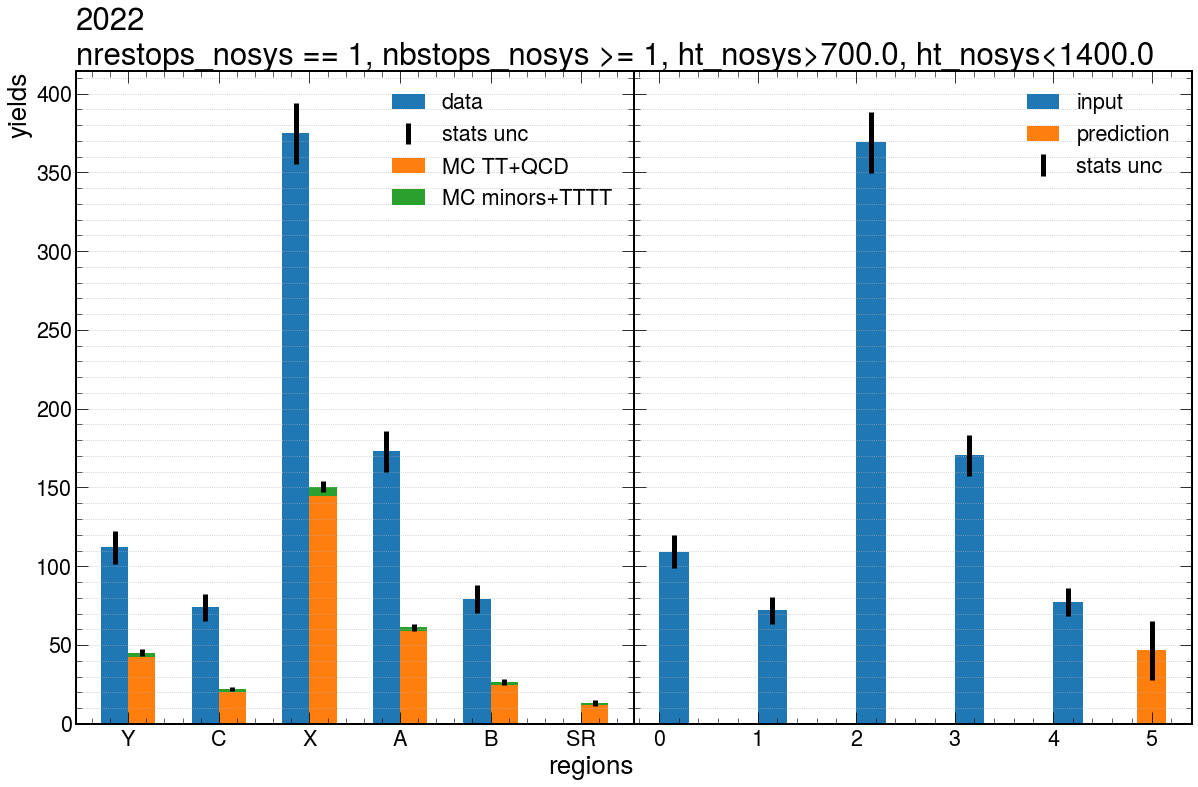 2022
nrestops_nosys == 1, nbstops_nosys >= 1, ht_nosys>700.0, ht_nosys<1400.0
yields
400
350
300
250
200
150
100
50
0
data
stats unc
MC TT+QCD
MC minors+TTTT
Y C X A B SR
regions
input
prediction
stats unc
0 1 2 3 4 5